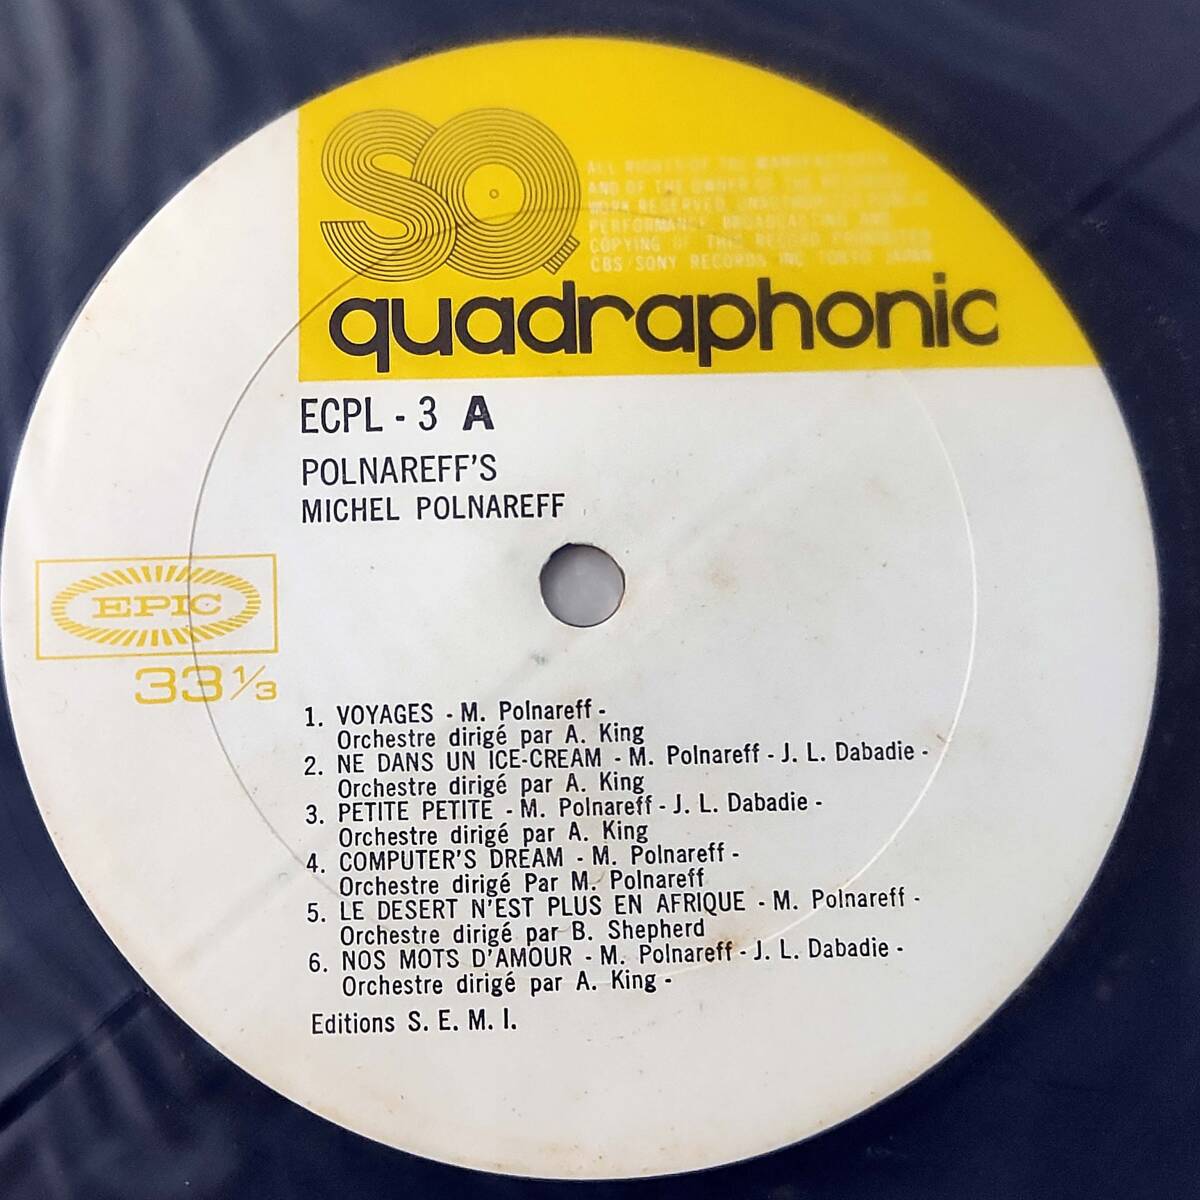 SQ
ALL RIGHTS OF THE MANUFACTURER
AND OF THE OWNER OF THE RECORDED
WORK RESERVED. UNAUTHORIZED PUBLIC
PERFORMANCE, BROADCASTING AND
COPYING OF THIS RECORD PROHIBITED
CBS/SONY RECORDS INC TOKYO JAPAN
quadraphonic
ECPL - 3 A
POLNAREFF'S
MICHEL POLNAREFF
EPIC
33 1/3
1. VOYAGES - M. Polnareff -
Orchestre dirigé par A. King
2. NE DANS UN ICE-CREAM - M. Polnareff - J. L. Dabadie -
Orchestre dirigé par A. King
3. PETITE PETITE - M. Polnareff - J. L. Dabadie -
Orchestre dirigé par A. King
4. COMPUTER'S DREAM - M. Polnareff -
Orchestre dirigé Par M. Polnareff
5. LE DESERT N'EST PLUS EN AFRIQUE - M. Polnareff -
Orchestre dirigé par B. Shepherd
6. NOS MOTS D'AMOUR - M. Polnareff - J. L. Dabadie -
Orchestre dirigé par A. King -
Editions S. E. M. I.